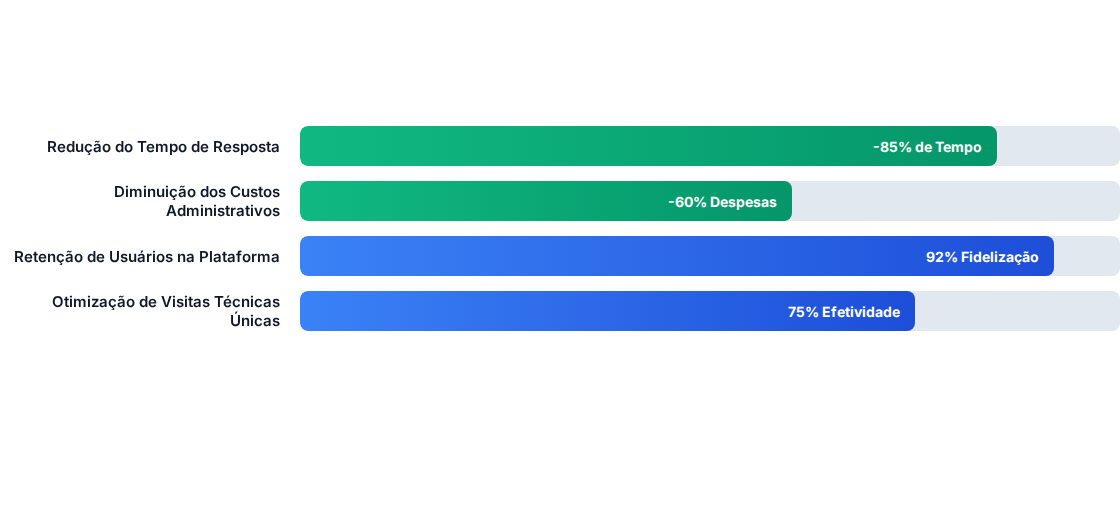 Redução do Tempo de Resposta
-85% de Tempo
Diminuição dos Custos
Administrativos
-60% Despesas
Retenção de Usuários na Plataforma
92% Fidelização
Otimização de Visitas Técnicas
Únicas
75% Efetividade